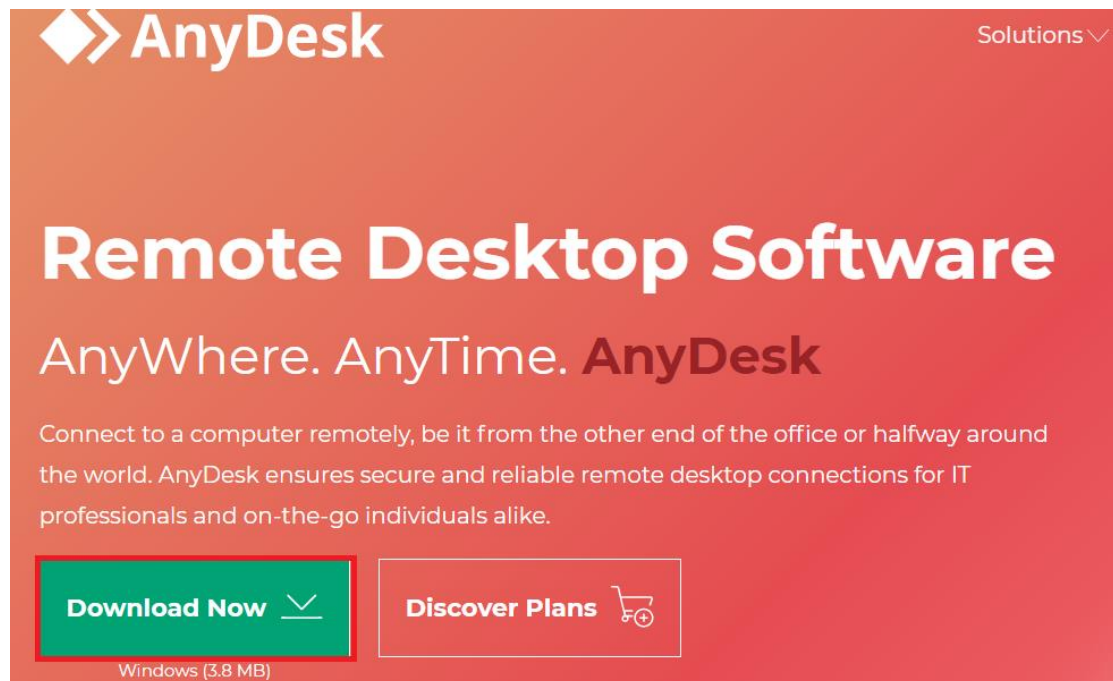 AnyDesk
Solutions
Remote Desktop Software
AnyWhere. AnyTime. AnyDesk
Connect to a computer remotely, be it from the other end of the office or halfway around
the world. AnyDesk ensures secure and reliable remote desktop connections for IT
professionals and on-the-go individuals alike.
Download Now
Discover Plans
Windows (3.8 MB)